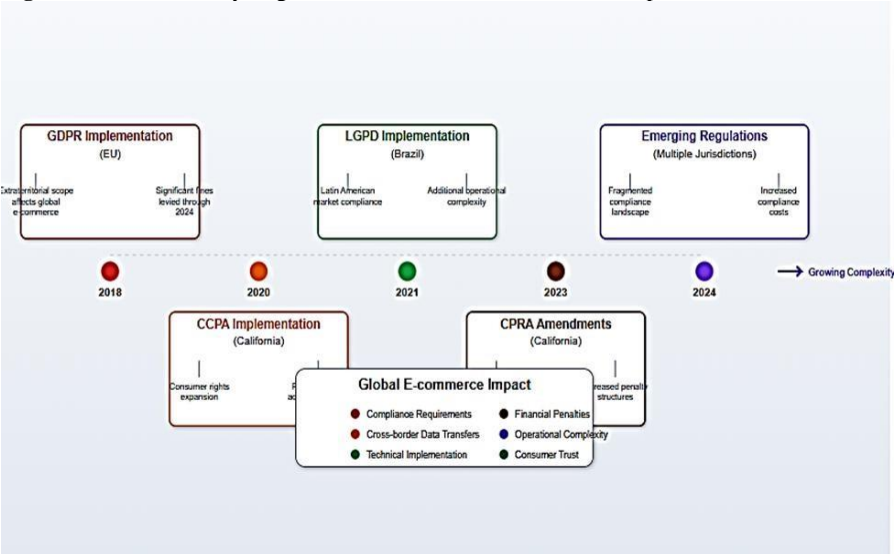 GDPR Implementation
(EU)
Extraterritorial scope
affects global
e-commerce
Significant fines
levied through
2024
LGPD Implementation
(Brazil)
Latin American
market compliance
Additional operational
complexity
Emerging Regulations
(Multiple Jurisdictions)
Fragmented
compliance
landscape
Increased
compliance
costs
2018
2020
2021
2023
2024
Growing Complexity
CCPA Implementation
(California)
Consumer rights
expansion
CPRA Amendments
(California)
structures
Global E-commerce Impact
Compliance Requirements
Financial Penalties
Cross-border Data Transfers
Operational Complexity
Technical Implementation
Consumer Trust